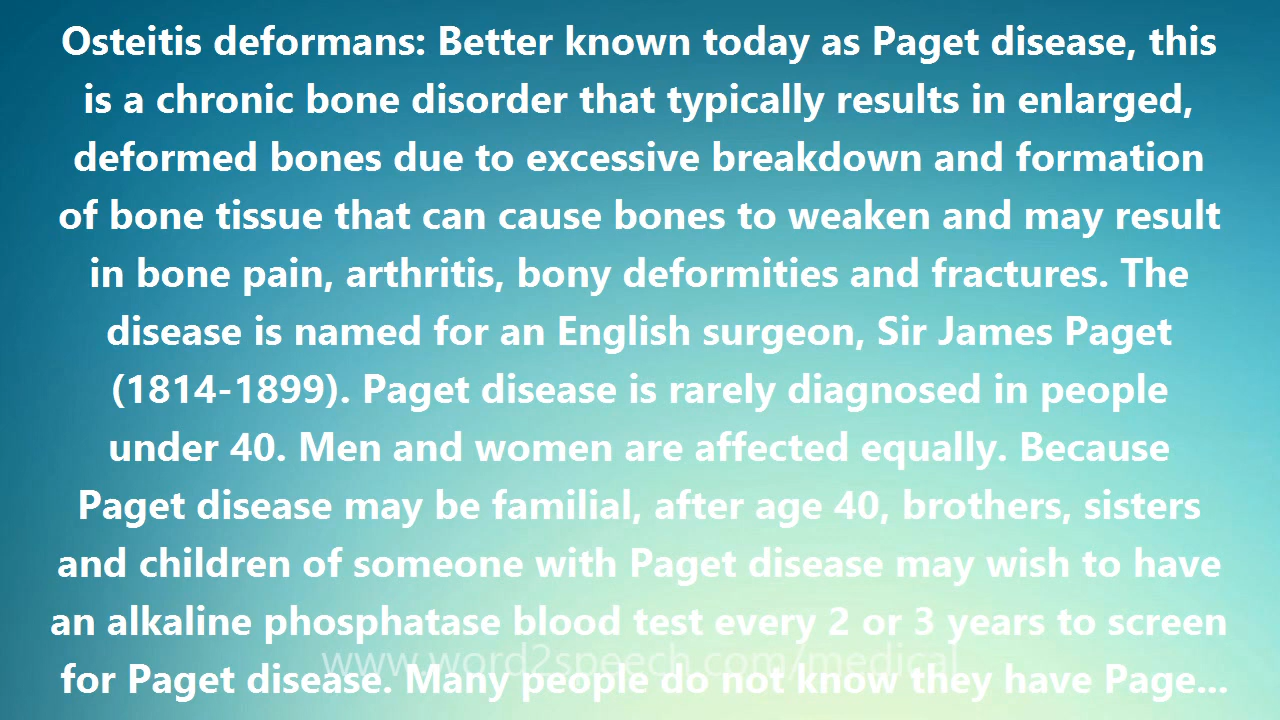 Osteitis deformans: Better known today as Paget disease, this
is a chronic bone disorder that typically results in enlarged,
deformed bones due to excessive breakdown and formation
of bone tissue that can cause bones to weaken and may result
in bone pain, arthritis, bony deformities and fractures. The
disease is named for an English surgeon, Sir James Paget
(1814-1899). Paget disease is rarely diagnosed in people
under 40. Men and women are affected equally. Because
Paget disease may be familial, after age 40, brothers, sisters
and children of someone with Paget disease may wish to have
an alkaline phosphatase blood test every 2 or 3 years to screen
www.word2speech.com/medical
for Paget disease. Many people do not know they have Page...